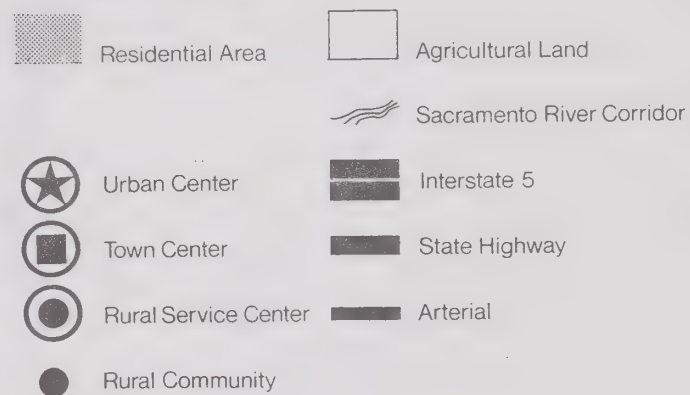 Residential Area
Agricultural Land
Sacramento River Corridor
Urban Center
Interstate 5
Town Center
State Highway
Rural Service Center
Arterial
Rural Community